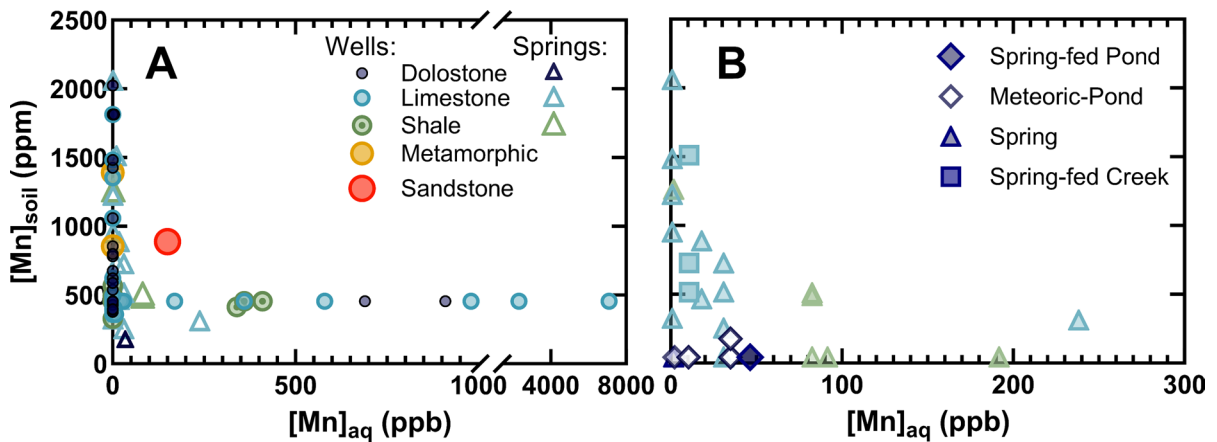 A
Wells:
Springs:
Dolostone
Limestone
Shale
Metamorphic
Sandstone
[Mn]soil (ppm)
2500
2000
1500
1000
500
0
0 500 1000 4000 8000
[Mn]aq (ppb)
B
Spring-fed Pond
Meteoric-Pond
Spring
Spring-fed Creek
0 100 200 300
[Mn]aq (ppb)